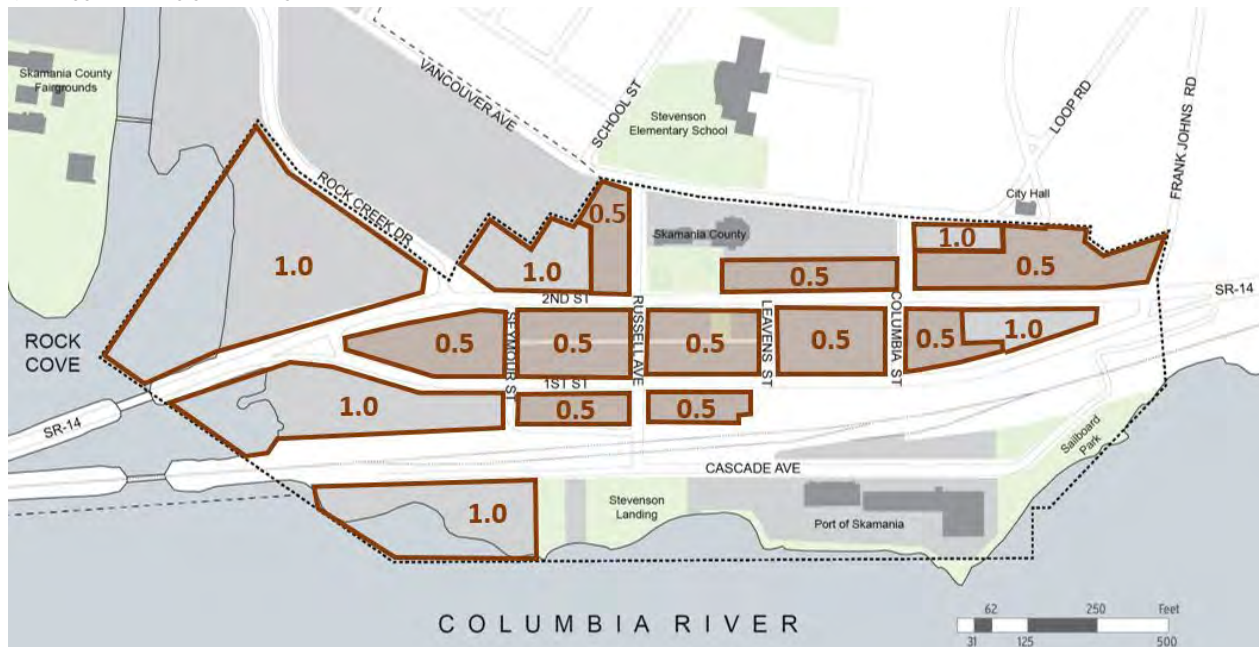 Skamania County
Fairgrounds
VANCOUVER AVE
SCHOOL ST
Stevenson
Elementary School
LOOP RD
FRANK JOHNS RD
City Hall
ROCK CREEK DR
0.5
Skamania County
1.0
1.0
1.0
0.5
0.5
2ND ST
SR-14
ROCK
COVE
SEYMOUR ST
RUSSELL AVE
LEAVENS ST
COLUMBIA ST
0.5
0.5
0.5
0.5
0.5
1.0
1ST ST
1.0
0.5
0.5
SR-14
CASCADE AVE
Sailboard
Park
1.0
Stevenson
Landing
Port of Skamania
COLUMBIA RIVER
62
250
Feet
31
125
500